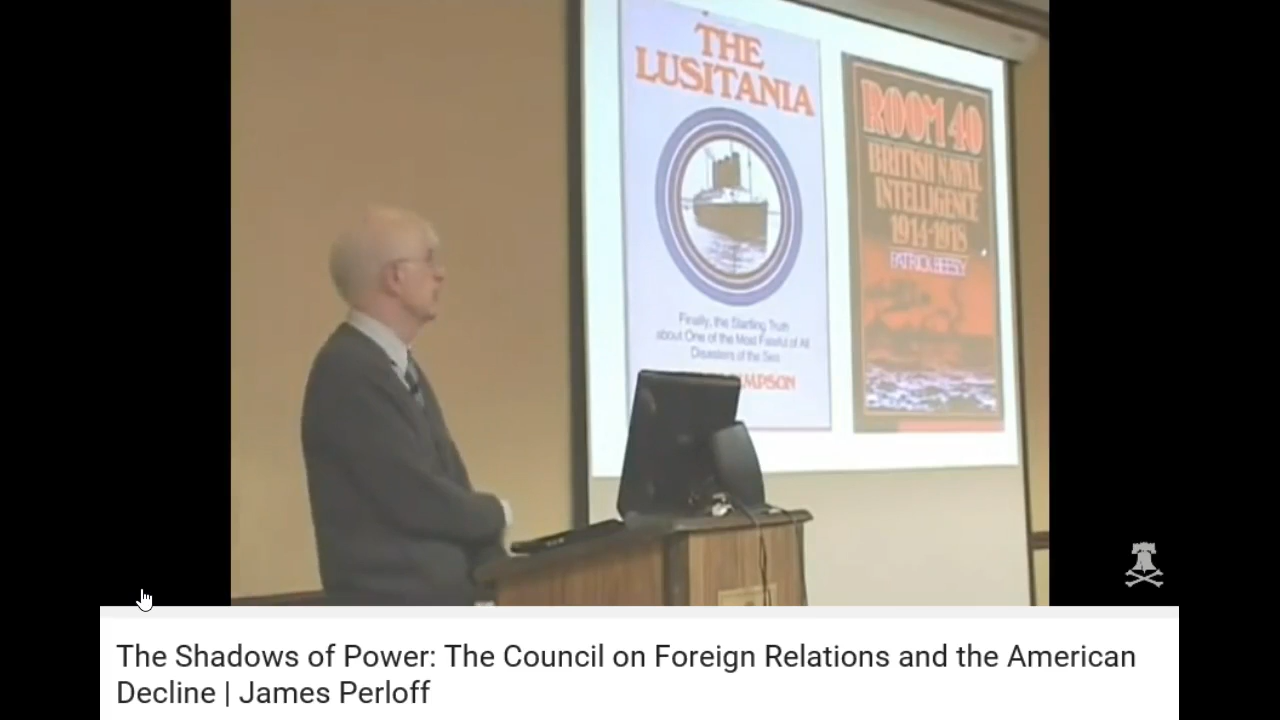 THE
LUSITANIA
Finally, the Startling Truth
about One of the Most Fateful of All
Disasters of the Sea
MPSON
ROOM 40
BRITISH NAVAL
INTELLIGENCE
1914-1918
PATRICK BEESLY
The Shadows of Power: The Council on Foreign Relations and the American
Decline | James Perloff